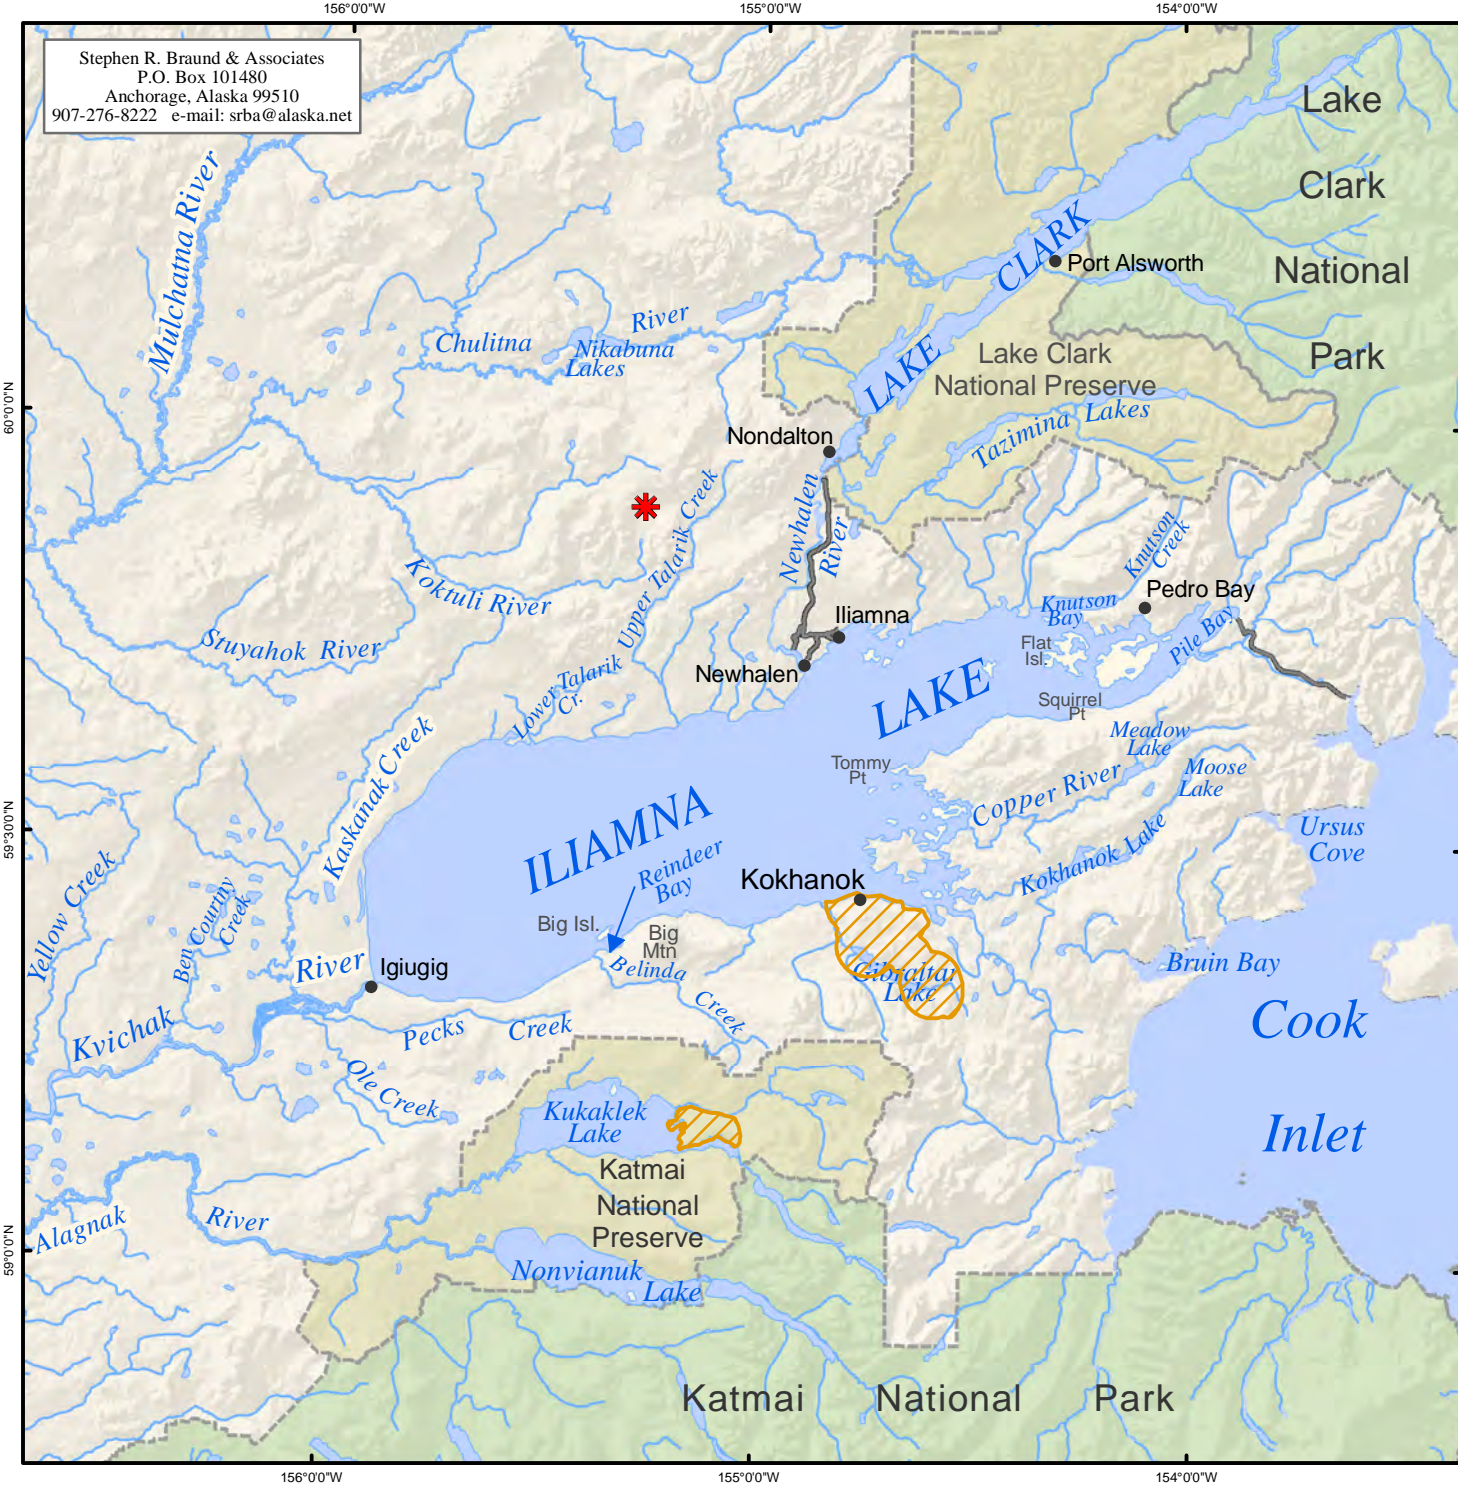 156°0'0"W
155°0'0"W
154°0'0"W
Stephen R. Braund & Associates
P.O. Box 101480
Anchorage, Alaska 99510
907-276-8222 e-mail: srba@alaska.net
Lake
Clark
National
Park
Mulchatna River
LAKE CLARK
Port Alsworth
Chulitna
River
Nikabuna
Lakes
Lake Clark
National Preserve
60°0'0"N
Tazimina Lakes
Nondalton
Newhalen
River
Upper Talarik Creek
Knutson
Creek
Koktuli River
Pedro Bay
Knutson
Bay
Iliamna
Stuyahok River
Flat
Isl.
Pile Bay
Newhalen
Lower Talarik
Cr.
LAKE
Squirrel
Pt
Meadow
Lake
Tommy
Pt
Moose
Lake
Kaskanak Creek
Copper River
59°30'0"N
ILIAMNA
Ursus
Cove
Kokhanok Lake
Reindeer
Bay
Kokhanok
Yellow Creek
Ben Courtny
Creek
Big Isl.
Big
Mtn
River
Igiugig
Belinda
Creek
Gibraltar
Lake
Bruin Bay
Kvichak
Pecks Creek
Cook
Inlet
Ole Creek
Kukaklek
Lake
Katmai
National
Preserve
Alagnak
River
59°0'0"N
Nonvianuk
Lake
Katmai National Park
156°0'0"W
155°0'0"W
154°0'0"W